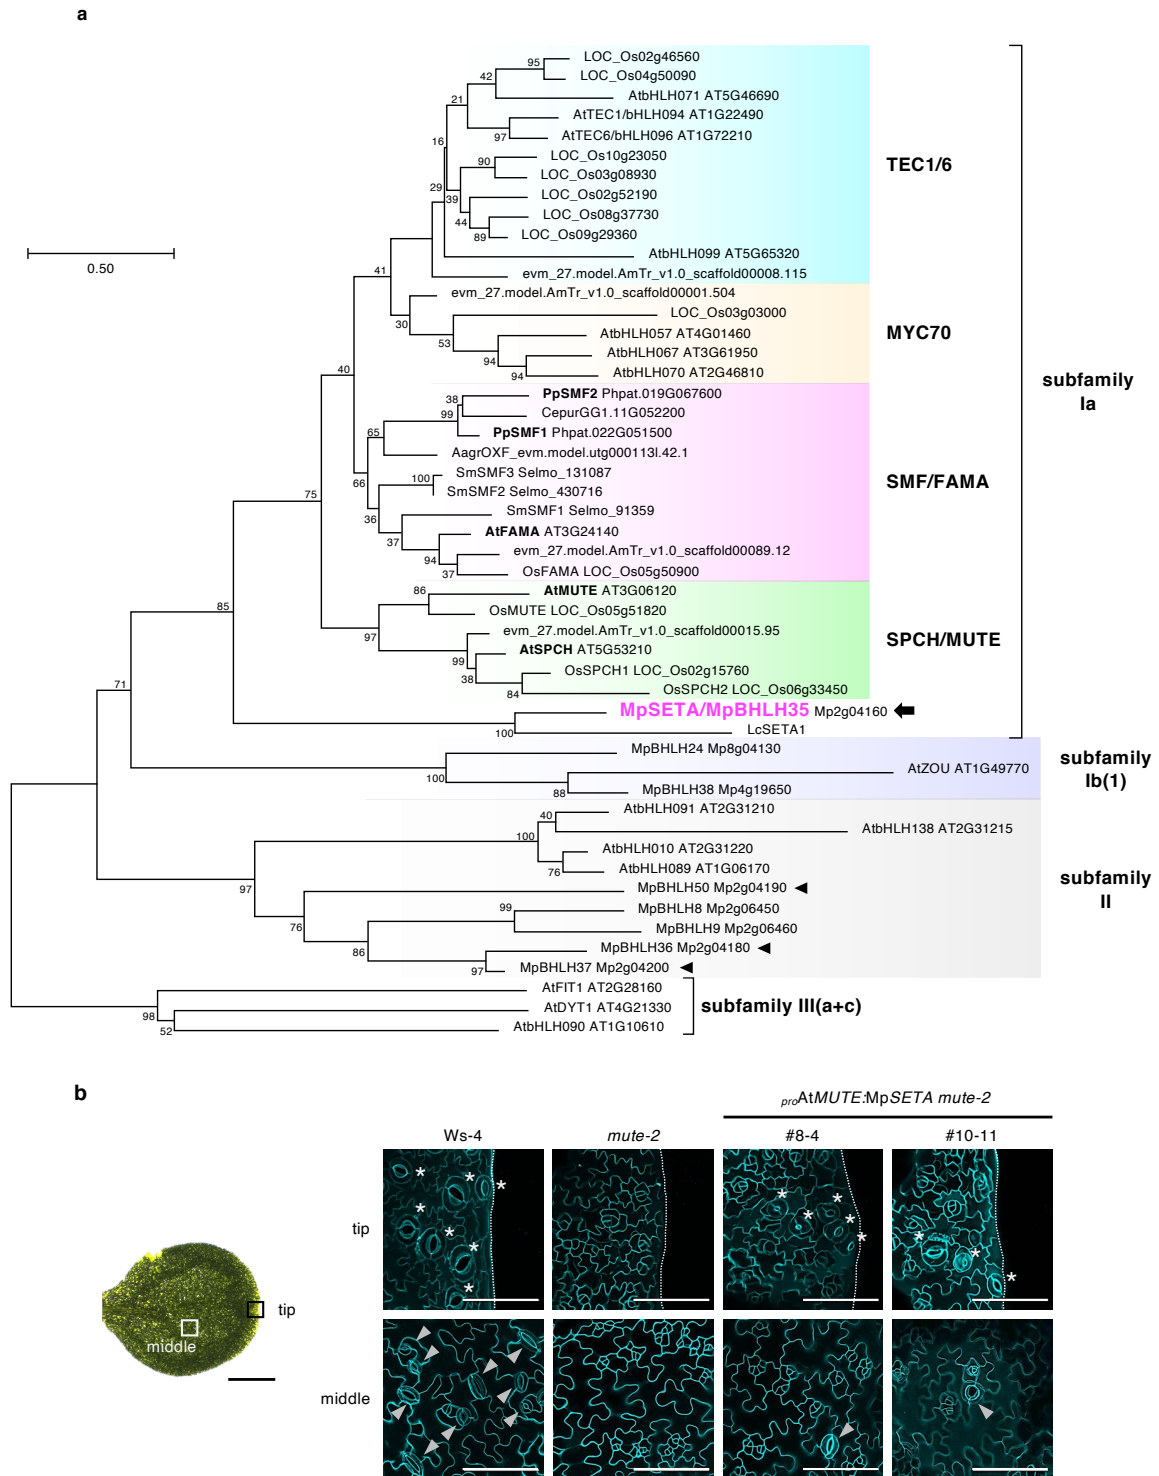 a
95
LOC_Os02g46560
42
LOC_Os04g50090
21
AtbHLH071 AT5G46690
AtTEC1/bHLH094 AT1G22490
16
97
AtTEC6/bHLH096 AT1G72210
90
LOC_Os10g23050
TEC1/6
LOC_Os03g08930
29
39
LOC_Os02g52190
44
LOC_Os08g37730
89
LOC_Os09g29360
0.50
AtbHLH099 AT5G65320
41
evm_27.model.AmTr_v1.0_scaffold00008.115
evm_27.model.AmTr_v1.0_scaffold00001.504
30
LOC_Os03g03000
53
AtbHLH057 AT4G01460
MYC70
94
AtbHLH067 AT3G61950
40
94
AtbHLH070 AT2G46810
subfamily
Ia
38
PpSMF2 Phpat.019G067600
99
CepurGG1.11G052200
65
PpSMF1 Phpat.022G051500
AagrOXF_evm.model.utg000113l.42.1
66
100
SmSMF3 Selmo_131087
SMF/FAMA
SmSMF2 Selmo_430716
75
36
SmSMF1 Selmo_91359
37
AtFAMA AT3G24140
94
evm_27.model.AmTr_v1.0_scaffold00089.12
37
OsFAMA LOC_Os05g50900
86
AtMUTE AT3G06120
85
OsMUTE LOC_Os05g51820
97
evm_27.model.AmTr_v1.0_scaffold00015.95
SPCH/MUTE
99
AtSPCH AT5G53210
38
OsSPCH1 LOC_Os02g15760
84
OsSPCH2 LOC_Os06g33450
71
MpSETA/MpBHLH35 Mp2g04160
100
LcSETA1
MpBHLH24 Mp8g04130
subfamily
Ib(1)
100
AtZOU AT1G49770
88
MpBHLH38 Mp4g19650
40
AtbHLH091 AT2G31210
100
AtbHLH138 AT2G31215
AtbHLH010 AT2G31220
76
AtbHLH089 AT1G06170
subfamily
II
97
MpBHLH50 Mp2g04190
76
99
MpBHLH8 Mp2g06450
MpBHLH9 Mp2g06460
86
MpBHLH36 Mp2g04180
97
MpBHLH37 Mp2g04200
AtFIT1 AT2G28160
98
AtDYT1 AT4G21330
subfamily III(a+c)
52
AtbHLH090 AT1G10610
b
proAtMUTE:MpSETA mute-2
Ws-4
mute-2
#8-4
#10-11
tip
* * * * * * *
* * * * *
* * *
tip
middle
middle